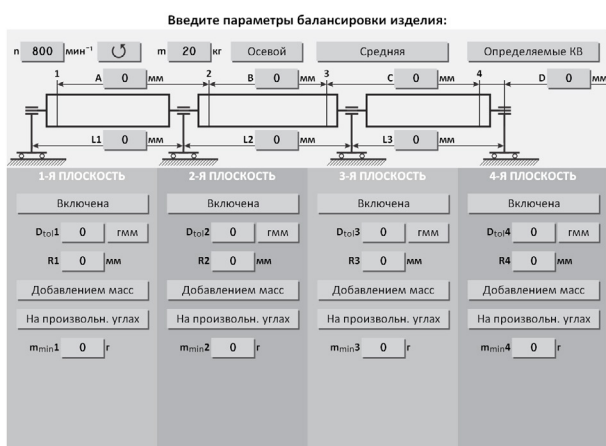 Введите параметры балансировки изделия:
n 800 мин⁻¹ m 20 кг Осевой Средняя Определяемые КВ
1 A 0 мм 2 B 0 мм 3 C 0 мм 4 D 0 мм
L1 0 мм L2 0 мм L3 0 мм
1-Я ПЛОСКОСТЬ 2-Я ПЛОСКОСТЬ 3-Я ПЛОСКОСТЬ 4-Я ПЛОСКОСТЬ
Включена Включена Включена Включена
Dtol1 0 гмм Dtol2 0 гмм Dtol3 0 гмм Dtol4 0 гмм
R1 0 мм R2 0 мм R3 0 мм R4 0 мм
Добавлением масс Добавлением масс Добавлением масс Добавлением масс
На произвольн. углах На произвольн. углах На произвольн. углах На произвольн. углах
mmin1 0 г mmin2 0 г mmin3 0 г mmin4 0 г